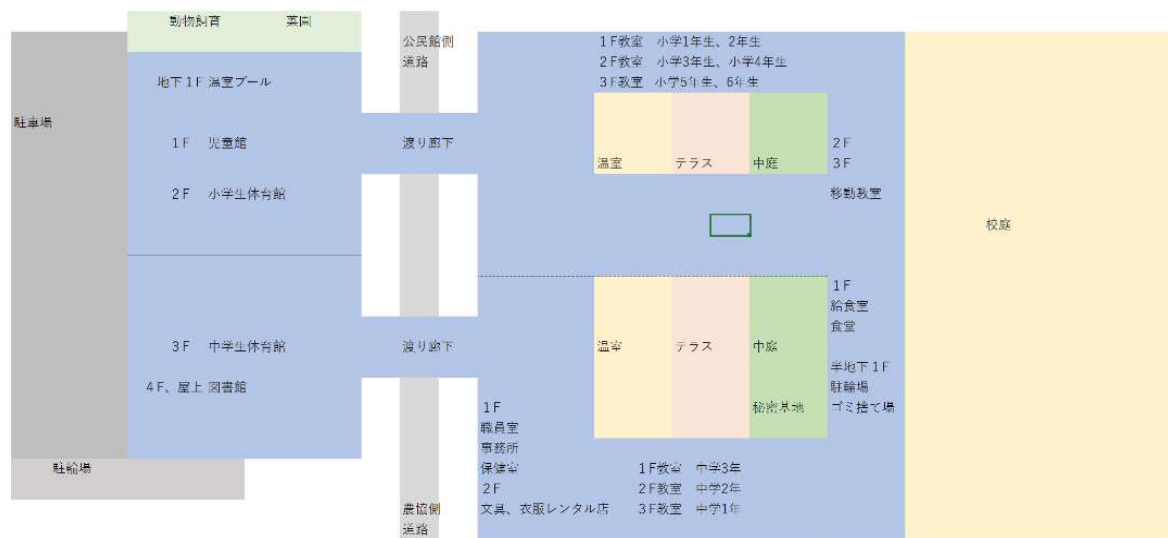 動物飼育　菜園
地下１F 温室プール
駐車場
１F　児童館
２F　小学生体育館
３F　中学生体育館
４F、屋上 図書館
駐輪場
公民館側
道路
渡り廊下
渡り廊下
農協側
道路
１F教室　小学1年生、2年生
２F教室　小学3年生、小学4年生
３F教室　小学5年生、6年生
温室　テラス　中庭
２F
３F
移動教室
校庭
温室　テラス　中庭
秘密基地
１F
給食室
食堂
半地下１F
駐輪場
ゴミ捨て場
１F
職員室
事務所
保健室
２F
文具、衣服レンタル店
１F教室　中学3年
２F教室　中学2年
３F教室　中学1年